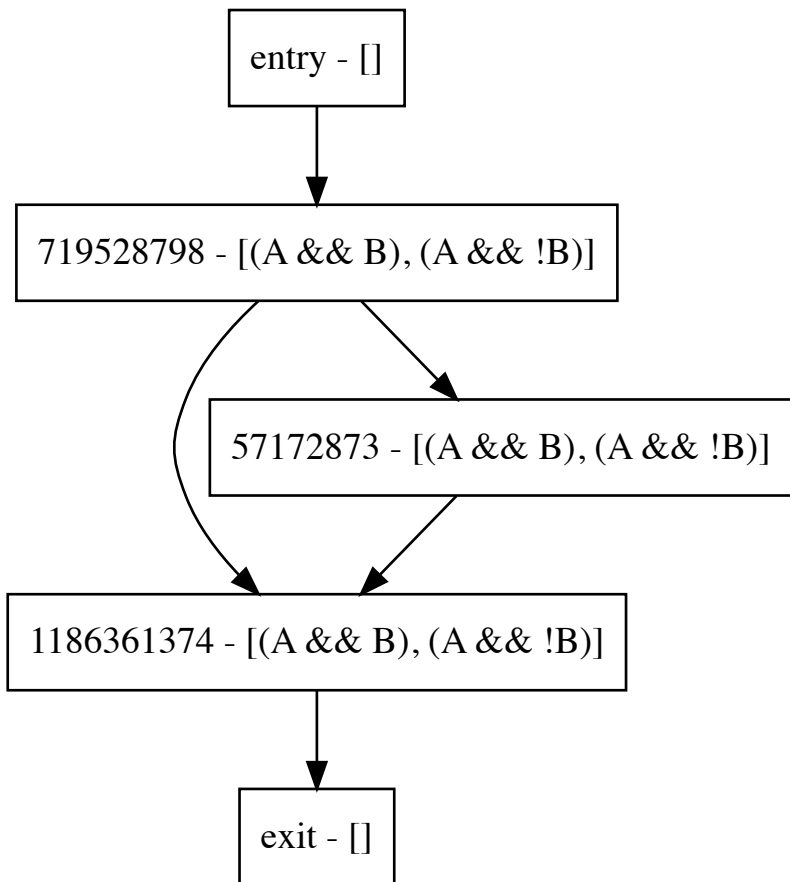 entry - []
719528798 - [(A && B), (A && !B)]
57172873 - [(A && B), (A && !B)]
1186361374 - [(A && B), (A && !B)]
exit - []